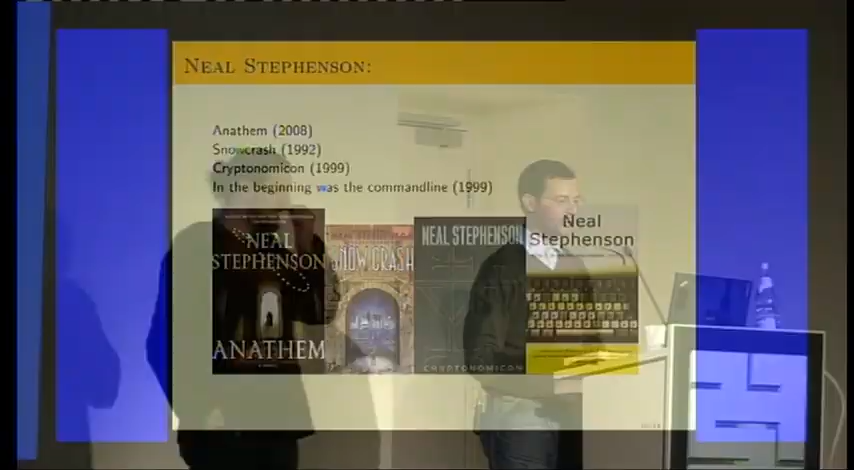 Neal Stephenson:
Anathem (2008)
Snowcrash (1992)
Cryptonomicon (1999)
In the beginning was the commandline (1999)
NEAL
STEPHENSON
ANATHEM
SNOW CRASH
NEAL STEPHENSON
CRYPTONOMICON
Neal
Stephenson